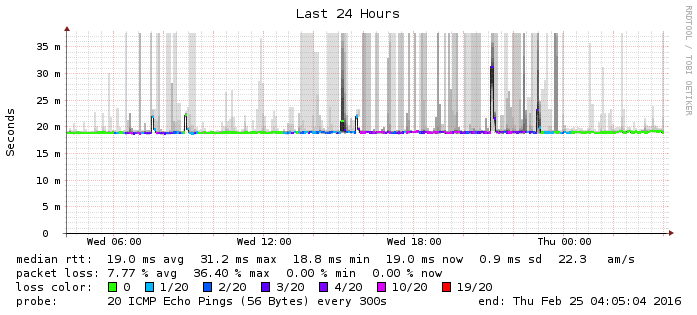 Last 24 Hours
RRDTOOL / TOBI OETIKER
Seconds
35 m
30 m
25 m
20 m
15 m
10 m
5 m
0
Wed 06:00 Wed 12:00 Wed 18:00 Thu 00:00
median rtt: 19.0 ms avg 31.2 ms max 18.8 ms min 19.0 ms now 0.9 ms sd 22.3 am/s
packet loss: 7.77 % avg 36.40 % max 0.00 % min 0.00 % now
loss color: 0 1/20 2/20 3/20 4/20 10/20 19/20
probe: 20 ICMP Echo Pings (56 Bytes) every 300s end: Thu Feb 25 04:05:04 2016